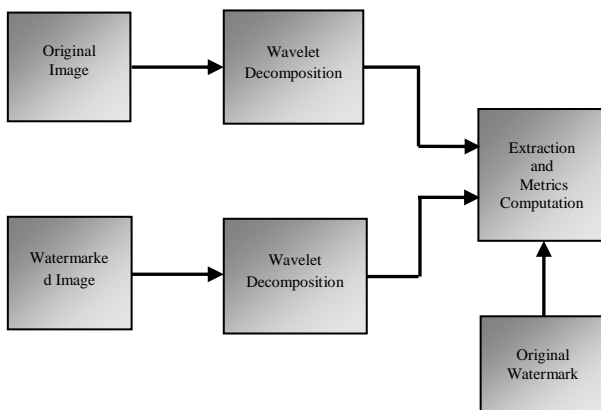 Original
Image
Wavelet
Decomposition
Extraction
and
Metrics
Computation
Watermarke
d Image
Wavelet
Decomposition
Original
Watermark